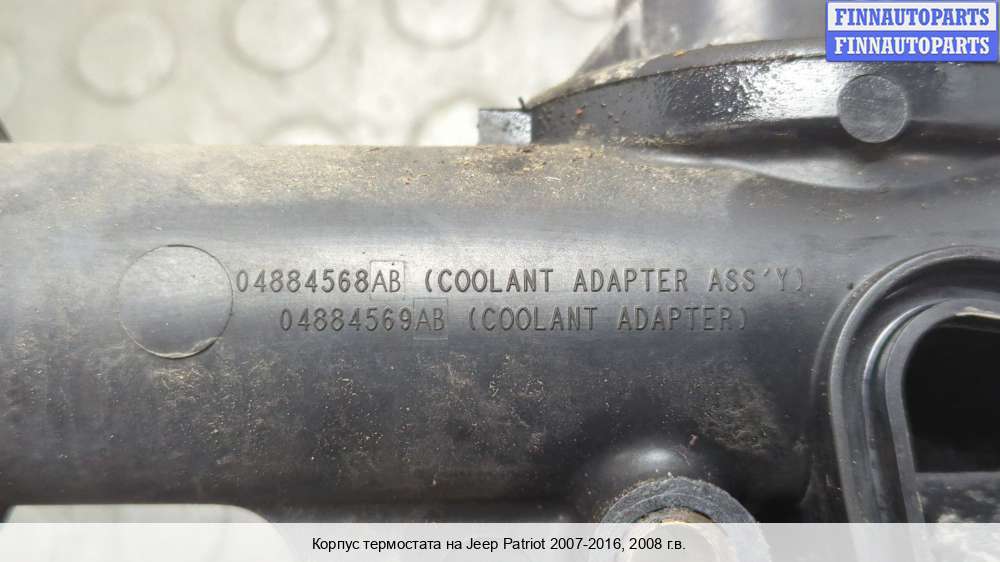 FINNAUTOPARTS
FINNAUTOPARTS
04884568AB (COOLANT ADAPTER ASS'Y)
04884569AB (COOLANT ADAPTER)
Корпус термостата на Jeep Patriot 2007-2016, 2008 г.в.